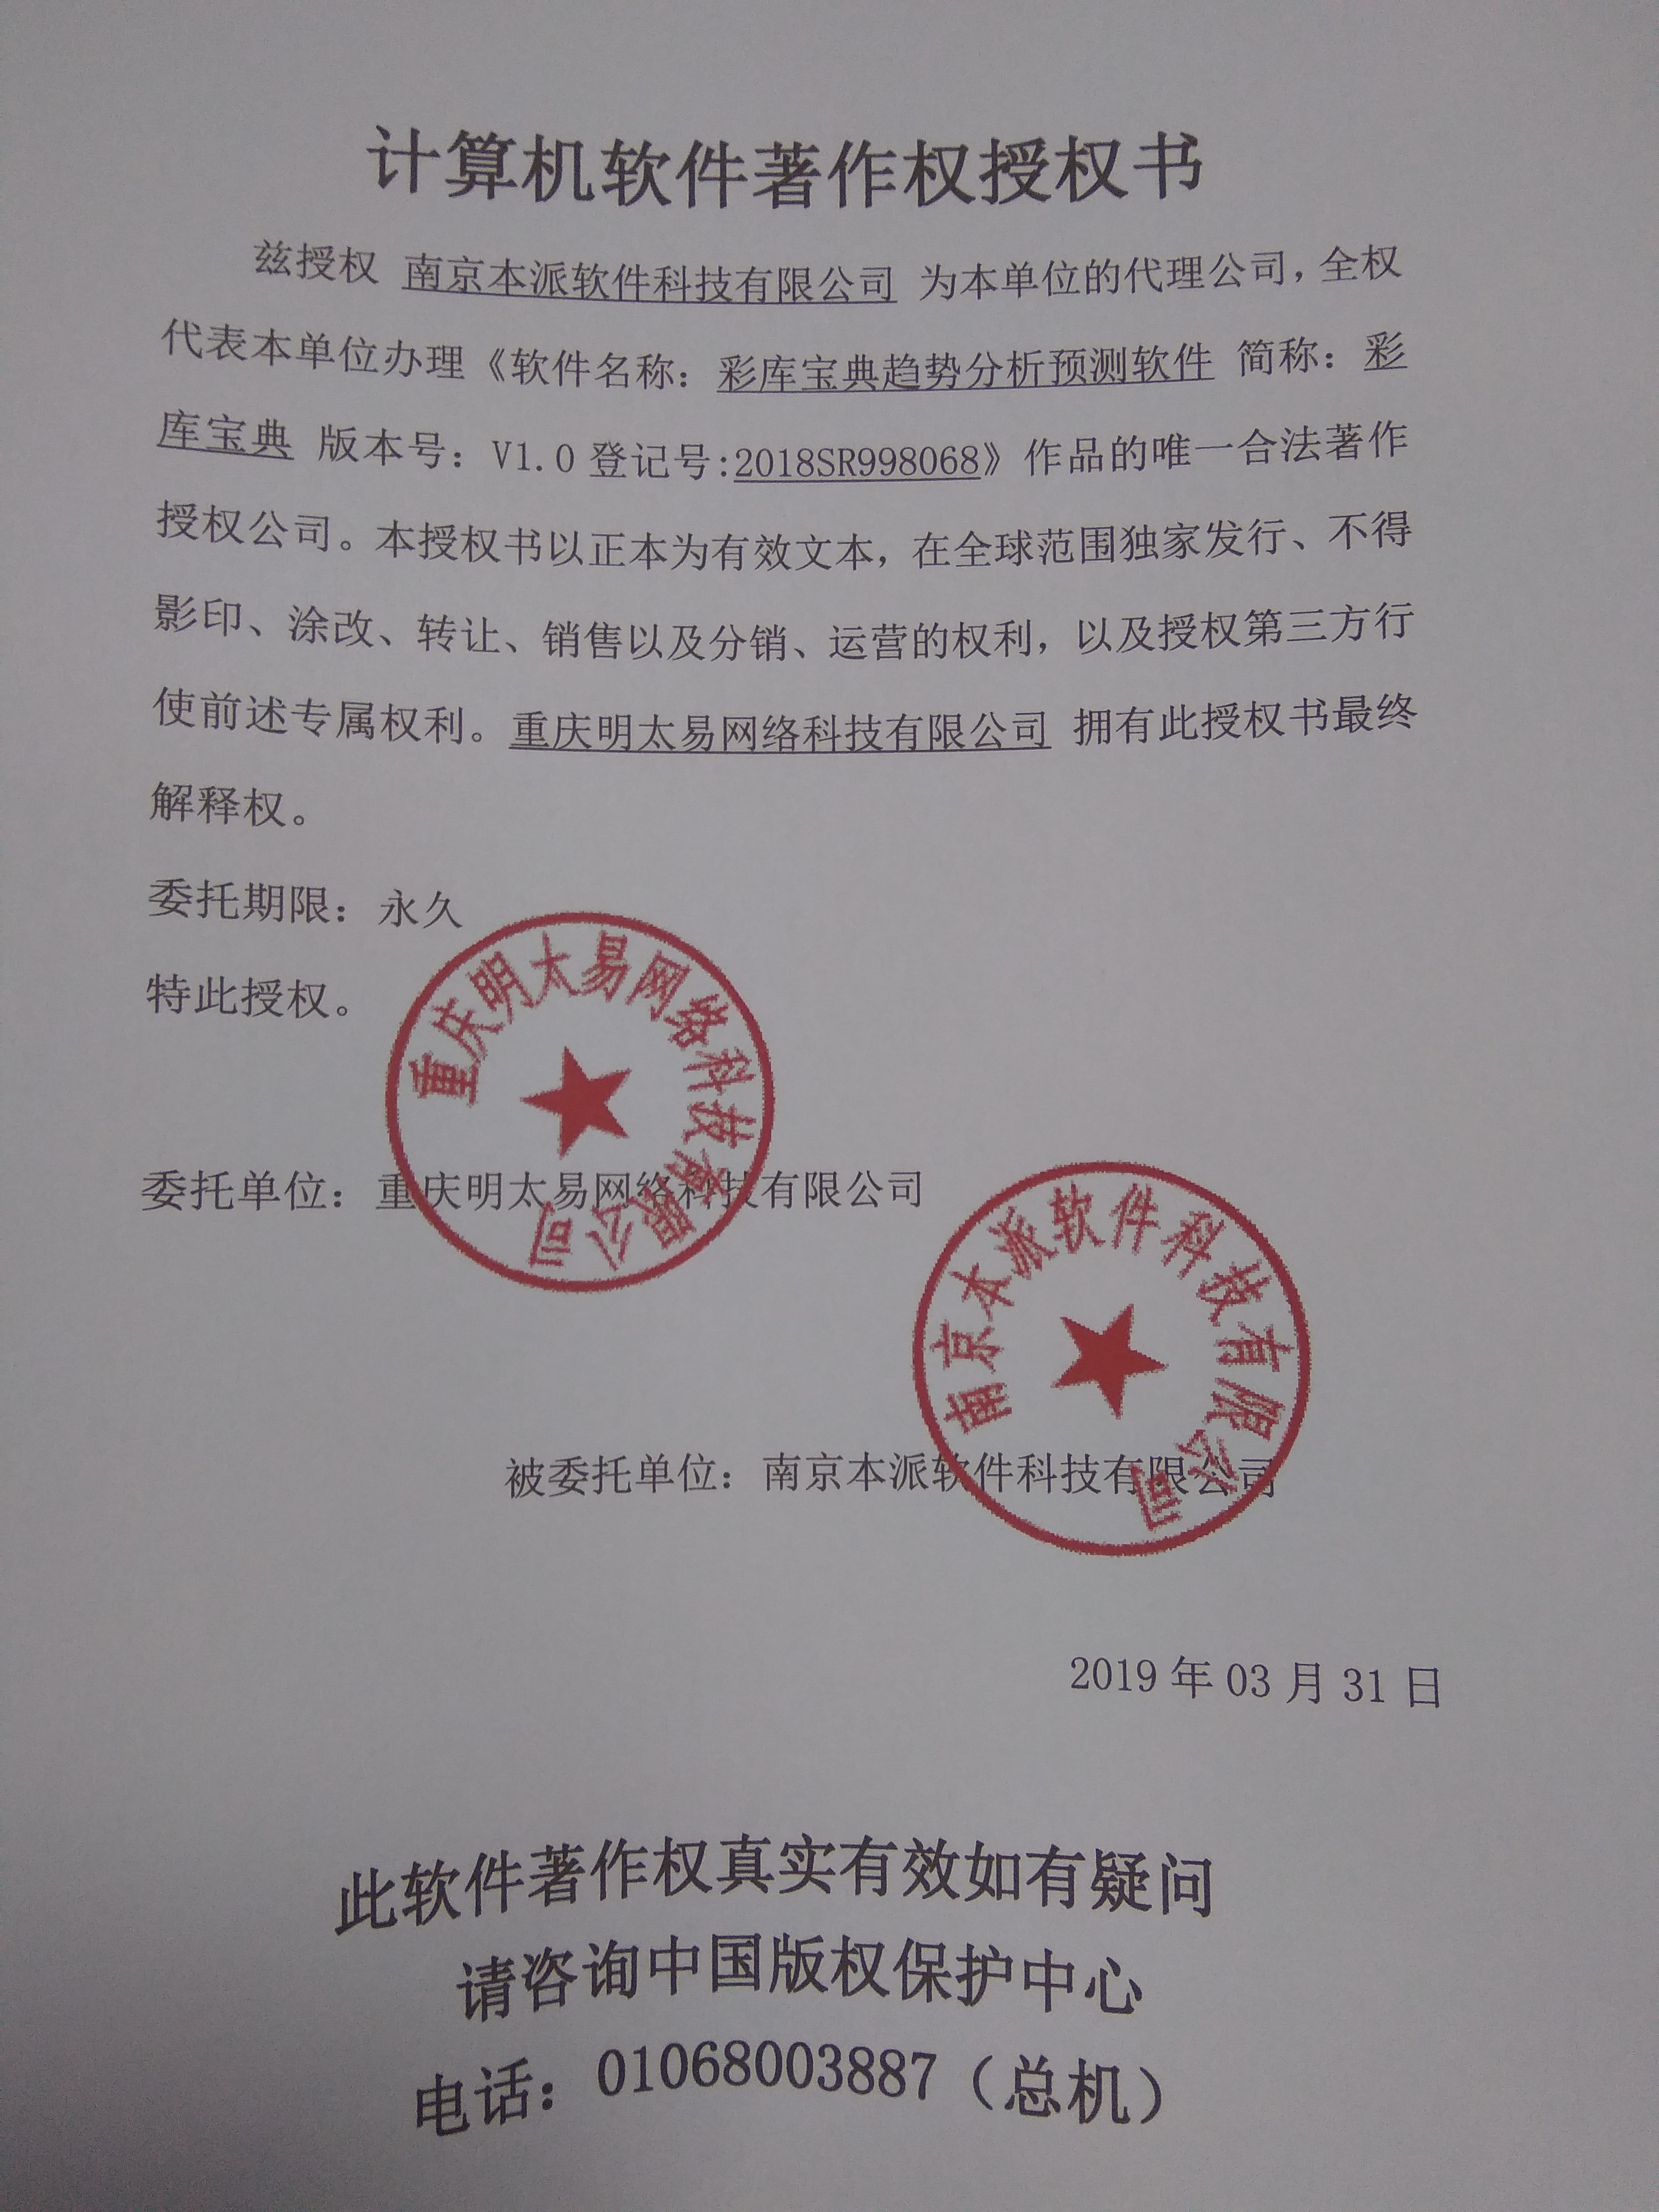 计算机软件著作权授权书
兹授权 南京本派软件科技有限公司 为本单位的代理公司，全权
代表本单位办理《软件名称：彩库宝典趋势分析预测软件 简称：彩
库宝典 版本号：V1.0 登记号:2018SR998068》作品的唯一合法著作
授权公司。本授权书以正本为有效文本，在全球范围独家发行、不得
影印、涂改、转让、销售以及分销、运营的权利，以及授权第三方行
使前述专属权利。重庆明太易网络科技有限公司 拥有此授权书最终
解释权。
委托期限：永久
特此授权。
重庆明太易网络科技有限公司
委托单位：重庆明太易网络科技有限公司
南京本派软件科技有限公司
被委托单位：南京本派软件科技有限公司
2019 年 03 月 31 日
此软件著作权真实有效如有疑问
请咨询中国版权保护中心
电话：01068003887（总机）